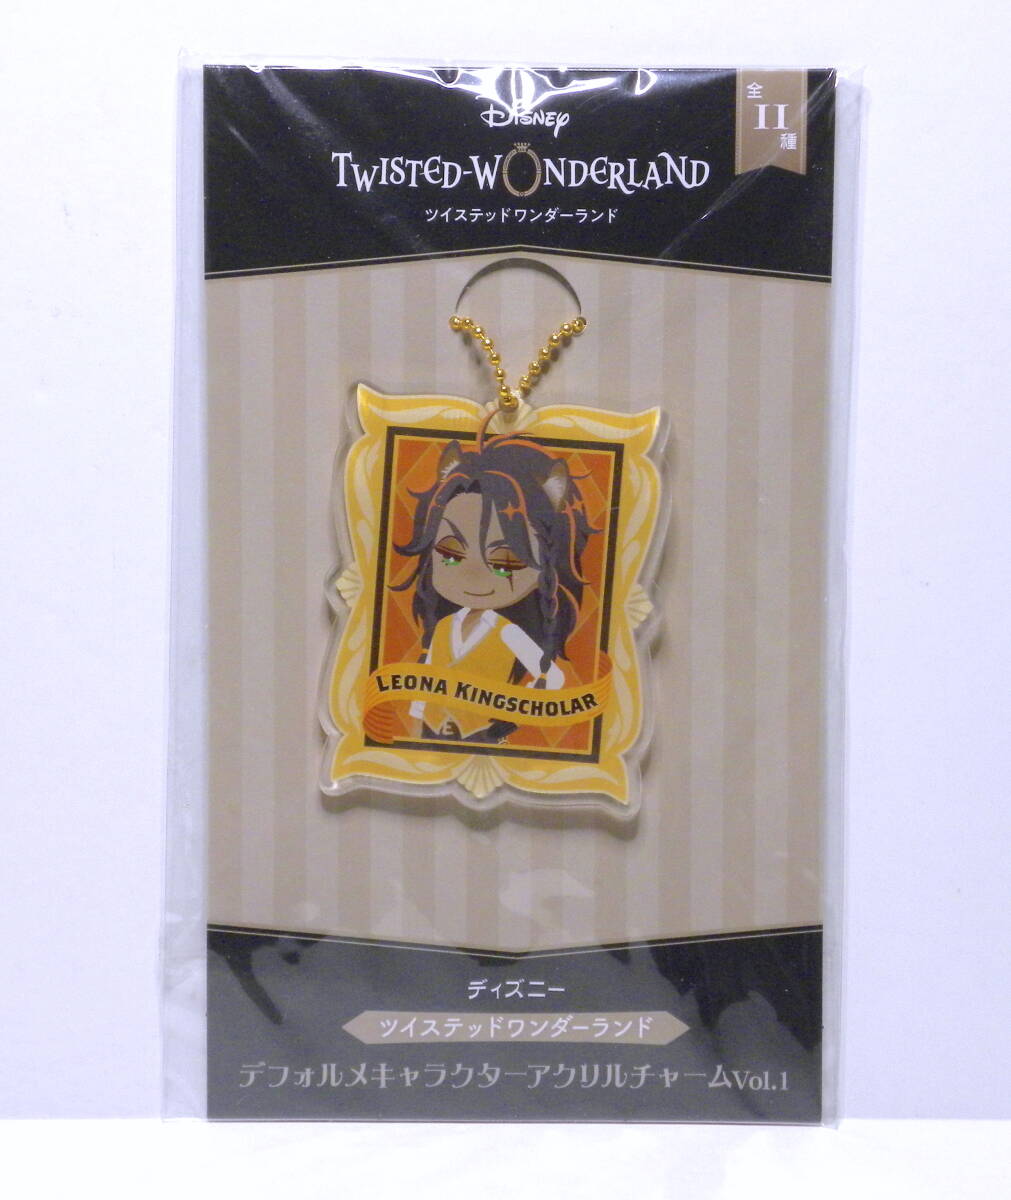 全
11
種
Disney
TWISTED-WONDERLAND
ツイステッドワンダーランド
LEONA KINGSCHOLAR
E
ディズニー
ツイステッドワンダーランド
デフォルメキャラクターアクリルチャームVol.1